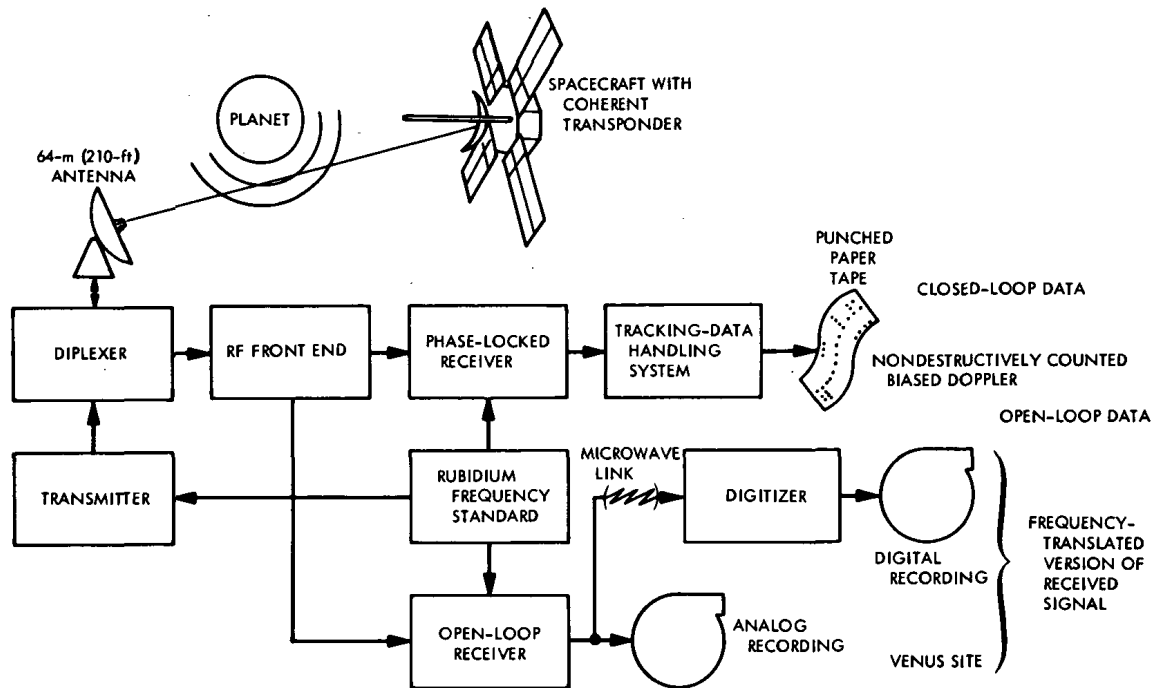 SPACECRAFT WITH
COHERENT
TRANSPONDER
PLANET
64-m (210-ft)
ANTENNA
PUNCHED
PAPER
TAPE
CLOSED-LOOP DATA
DIPLEXER
RF FRONT END
PHASE-LOCKED
RECEIVER
TRACKING-DATA
HANDLING
SYSTEM
NONDESTRUCTIVELY COUNTED
BIASED DOPPLER
OPEN-LOOP DATA
TRANSMITTER
RUBIDIUM
FREQUENCY
STANDARD
MICROWAVE
LINK
DIGITIZER
DIGITAL
RECORDING
FREQUENCY-
TRANSLATED
VERSION OF
RECEIVED
SIGNAL
OPEN-LOOP
RECEIVER
ANALOG
RECORDING
VENUS SITE